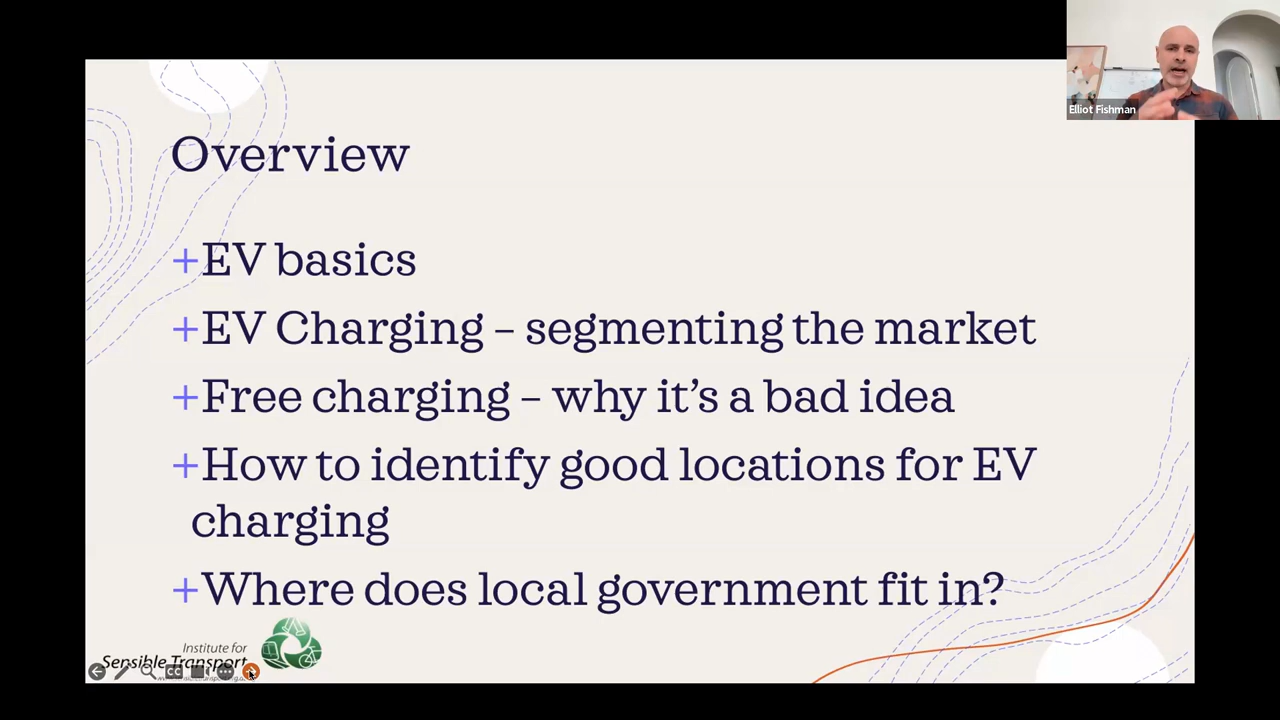 Elliot Fishman
Overview
+EV basics
+EV Charging – segmenting the market
+Free charging – why it's a bad idea
+How to identify good locations for EV
charging
+Where does local government fit in?
Institute for
Sensible Transport
CC